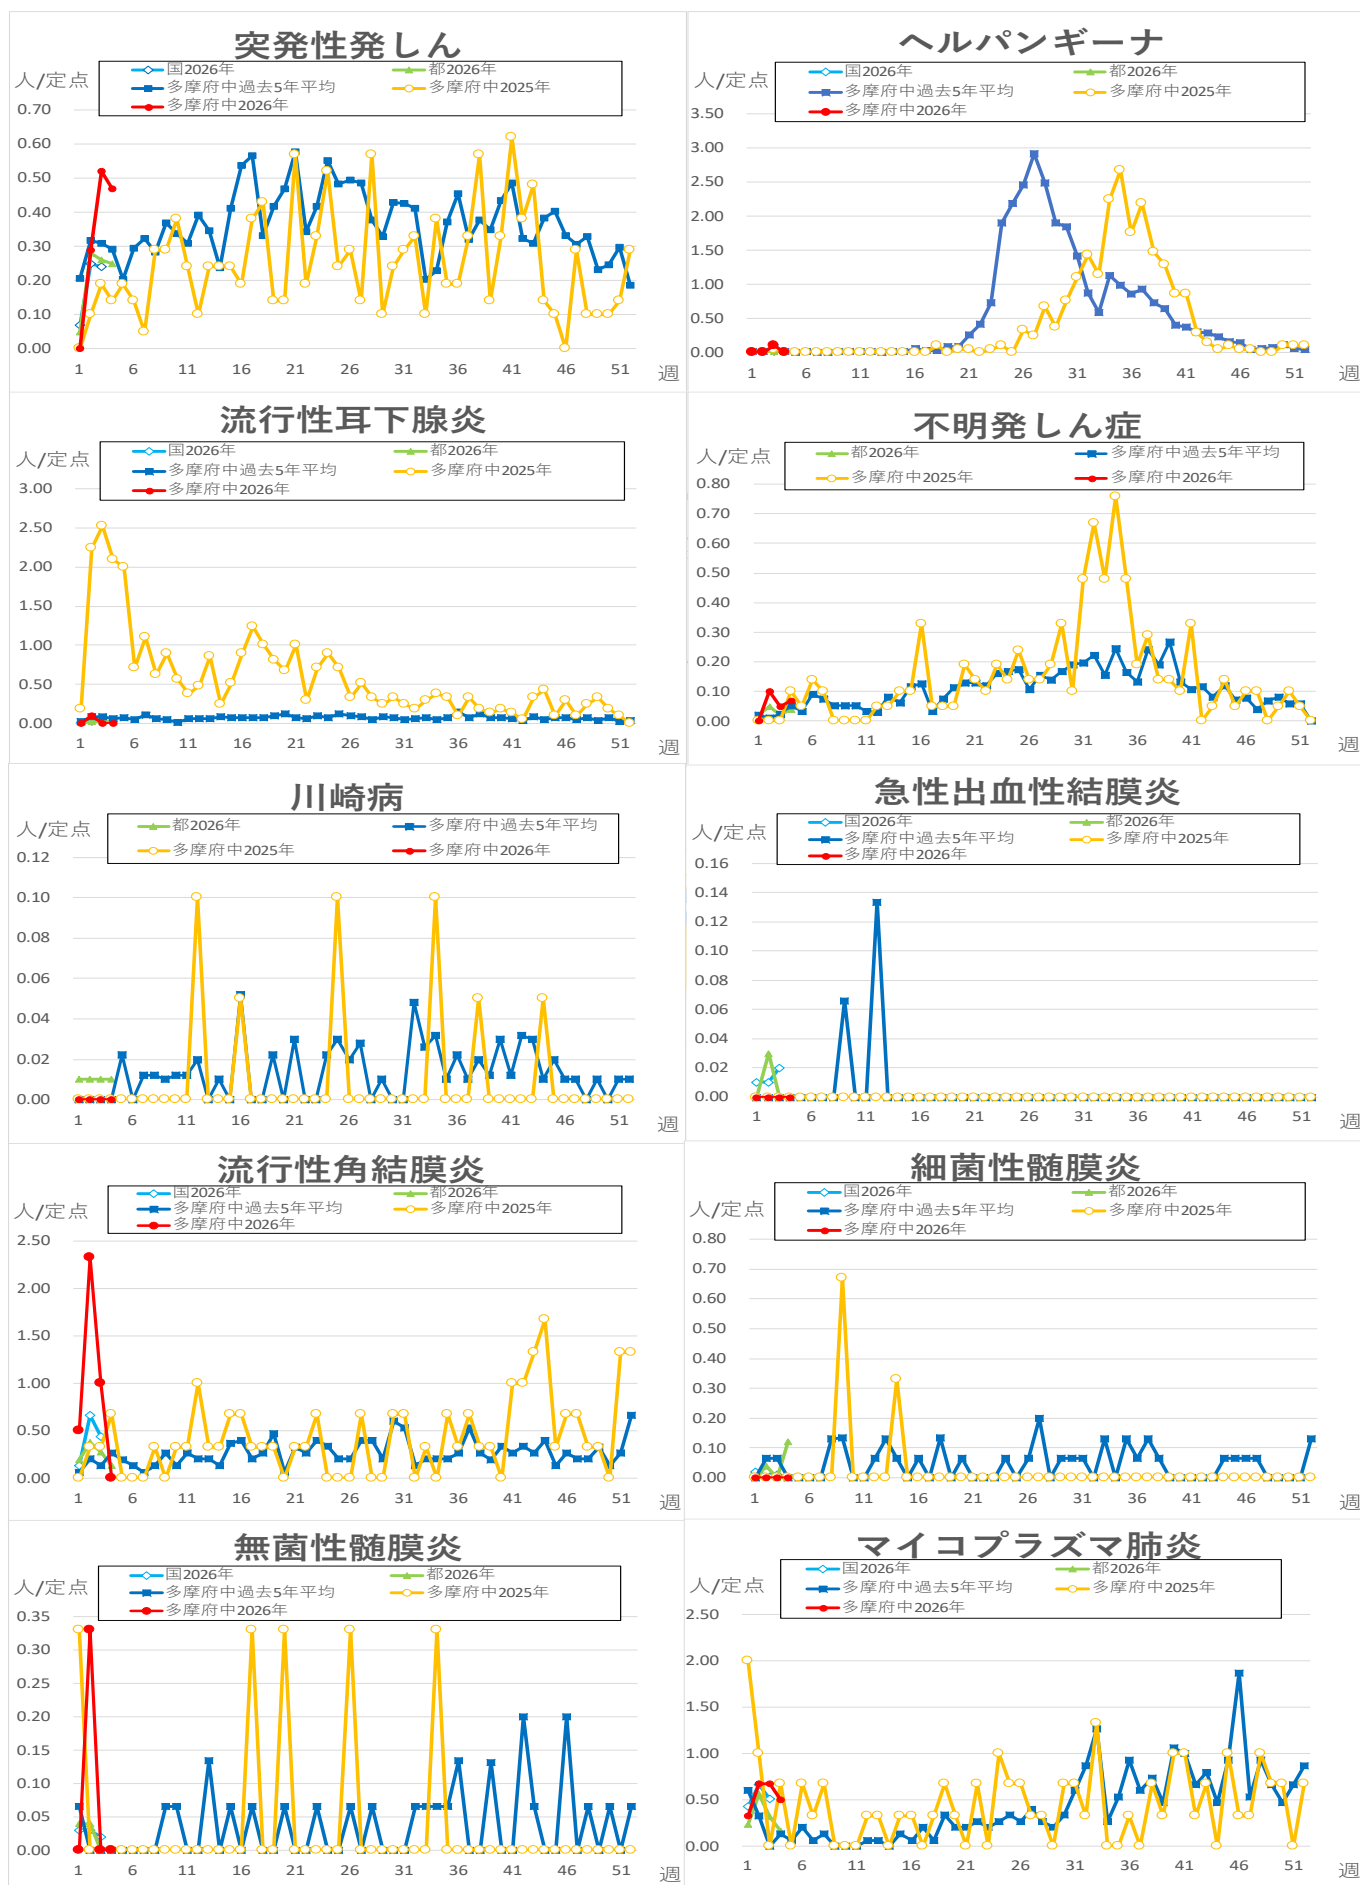 突発性発しん
人/定点
国2026年 都2026年
多摩府中過去5年平均 多摩府中2025年
多摩府中2026年
0.70
0.60
0.50
0.40
0.30
0.20
0.10
0.00
1 6 11 16 21 26 31 36 41 46 51 週
ヘルパンギーナ
人/定点
国2026年 都2026年
多摩府中過去5年平均 多摩府中2025年
多摩府中2026年
3.50
3.00
2.50
2.00
1.50
1.00
0.50
0.00
1 6 11 16 21 26 31 36 41 46 51 週
流行性耳下腺炎
人/定点
国2026年 都2026年
多摩府中過去5年平均 多摩府中2025年
多摩府中2026年
3.00
2.50
2.00
1.50
1.00
0.50
0.00
1 6 11 16 21 26 31 36 41 46 51 週
不明発しん症
人/定点
都2026年 多摩府中過去5年平均
多摩府中2025年 多摩府中2026年
0.80
0.70
0.60
0.50
0.40
0.30
0.20
0.10
0.00
1 6 11 16 21 26 31 36 41 46 51 週
川崎病
人/定点
都2026年 多摩府中過去5年平均
多摩府中2025年 多摩府中2026年
0.12
0.10
0.08
0.06
0.04
0.02
0.00
1 6 11 16 21 26 31 36 41 46 51 週
急性出血性結膜炎
人/定点
国2026年 都2026年
多摩府中過去5年平均 多摩府中2025年
多摩府中2026年
0.16
0.14
0.12
0.10
0.08
0.06
0.04
0.02
0.00
1 6 11 16 21 26 31 36 41 46 51 週
流行性角結膜炎
人/定点
国2026年 都2026年
多摩府中過去5年平均 多摩府中2025年
多摩府中2026年
2.50
2.00
1.50
1.00
0.50
0.00
1 6 11 16 21 26 31 36 41 46 51 週
細菌性髄膜炎
人/定点
国2026年 都2026年
多摩府中過去5年平均 多摩府中2025年
多摩府中2026年
0.80
0.70
0.60
0.50
0.40
0.30
0.20
0.10
0.00
1 6 11 16 21 26 31 36 41 46 51 週
無菌性髄膜炎
人/定点
国2026年 都2026年
多摩府中過去5年平均 多摩府中2025年
多摩府中2026年
0.35
0.30
0.25
0.20
0.15
0.10
0.05
0.00
1 6 11 16 21 26 31 36 41 46 51 週
マイコプラズマ肺炎
人/定点
国2026年 都2026年
多摩府中過去5年平均 多摩府中2025年
多摩府中2026年
2.50
2.00
1.50
1.00
0.50
0.00
1 6 11 16 21 26 31 36 41 46 51 週